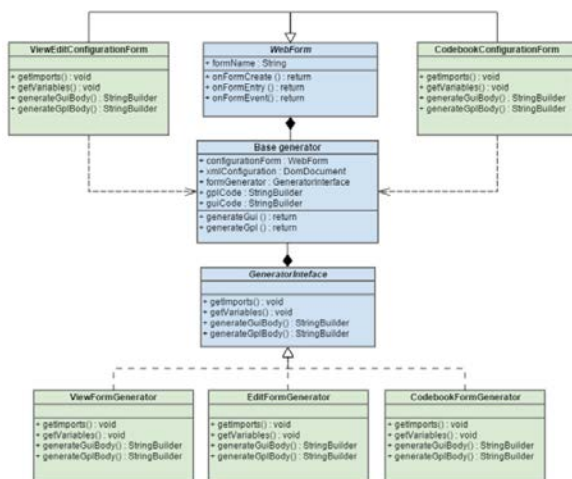 ViewEditConfigurationForm
+ getImports() : void
+ getVariables() : void
+ generateGuiBody() : StringBuilder
+ generateGplBody() : StringBuilder
WebForm
+ formName : String
+ onFormCreate () : return
+ onFormEntry () : return
+ onFormEvent() : return
CodebookConfigurationForm
+ getImports() : void
+ getVariables() : void
+ generateGuiBody() : StringBuilder
+ generateGplBody() : StringBuilder
Base generator
+ configurationForm : WebForm
+ xmlConfiguration : DomDocument
+ formGenerator : GeneratorInterface
+ gplCode : StringBuilder
+ guiCode : StringBuilder
+ generateGui () : return
+ generateGpl () : return
GeneratorInteface
+ getImports() : void
+ getVariables() : void
+ generateGuiBody() : StringBuilder
+ generateGplBody() : StringBuilder
ViewFormGenerator
+ getImports() : void
+ getVariables() : void
+ generateGuiBody() : StringBuilder
+ generateGplBody() : StringBuilder
EditFormGenerator
+ getImports() : void
+ getVariables() : void
+ generateGuiBody() : StringBuilder
+ generateGplBody() : StringBuilder
CodebookFormGenerator
+ getImports() : void
+ getVariables() : void
+ generateGuiBody() : StringBuilder
+ generateGplBody() : StringBuilder